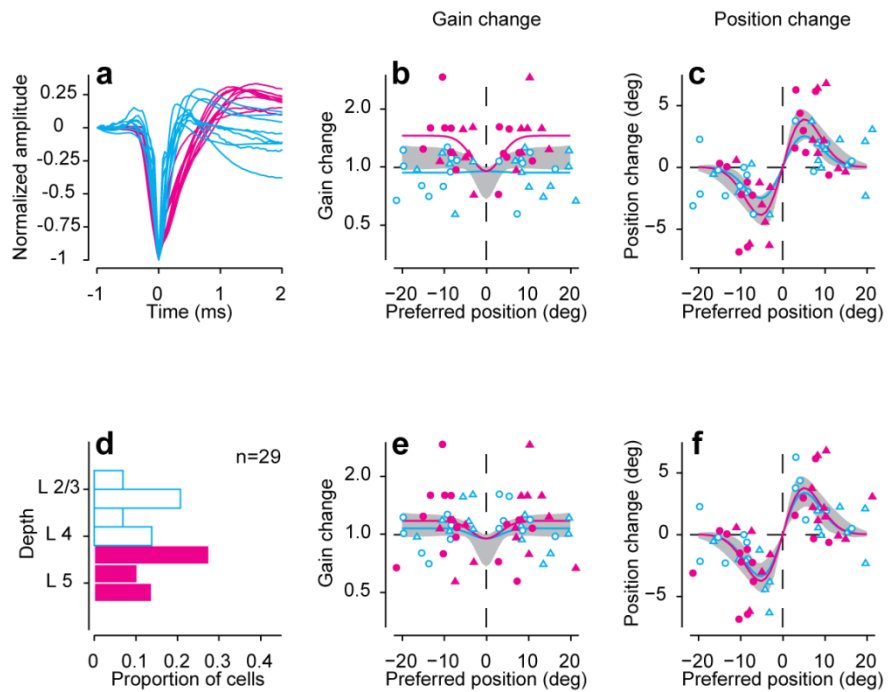 Gain change
Position change
a
Normalized amplitude
0.25
0
-0.25
-0.5
-0.75
-1
-1
0
1
2
Time (ms)
b
Gain change
2.0
1.0
0.5
−20
−10
0
10
20
Preferred position (deg)
c
Position change (deg)
5
0
−5
−20
−10
0
10
20
Preferred position (deg)
d
n=29
Depth
L 2/3
L 4
L 5
0
0.1
0.2
0.3
0.4
Proportion of cells
e
Gain change
2.0
1.0
0.5
−20
−10
0
10
20
Preferred position (deg)
f
Position change (deg)
5
0
−5
−20
−10
0
10
20
Preferred position (deg)